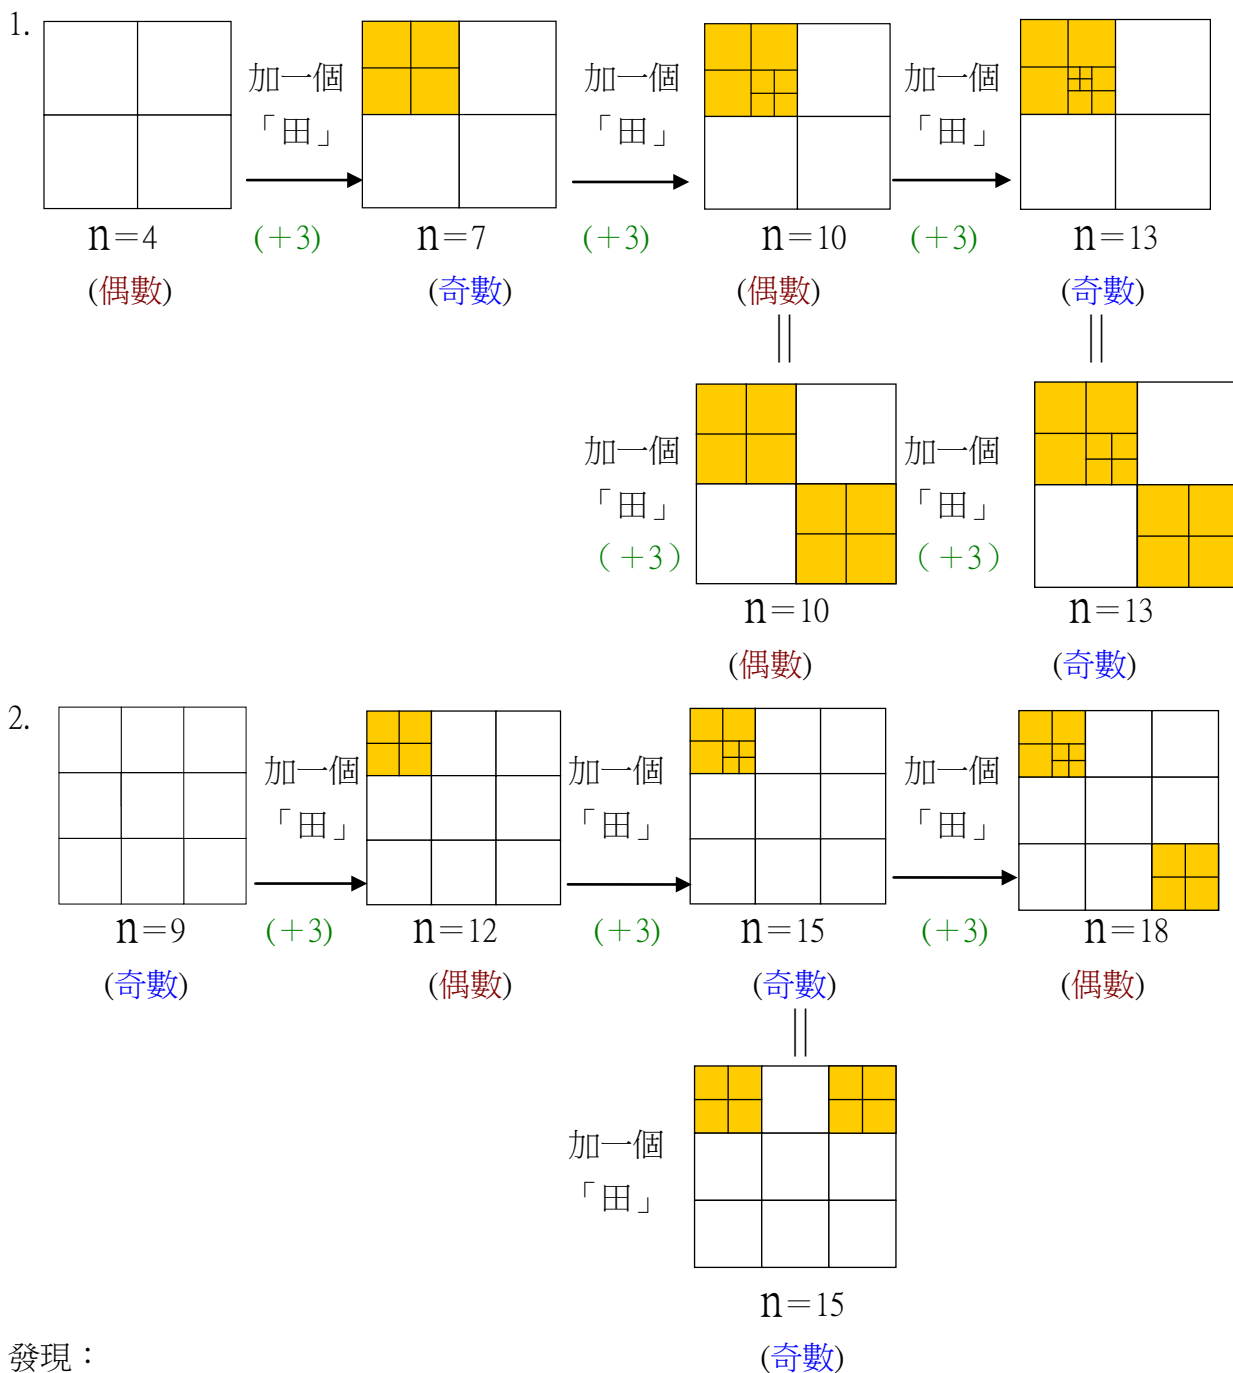 1.
加一個 加一個 加一個
「田」 「田」 「田」
n=4 (+3) n=7 (+3) n=10 (+3) n=13
(偶數) (奇數) (偶數) (奇數)
加一個 加一個
「田」 「田」
(+3) (+3)
n=10 n=13
(偶數) (奇數)
2.
加一個 加一個 加一個
「田」 「田」 「田」
n=9 (+3) n=12 (+3) n=15 (+3) n=18
(奇數) (偶數) (奇數) (偶數)
加一個
「田」
n=15
發現： (奇數)